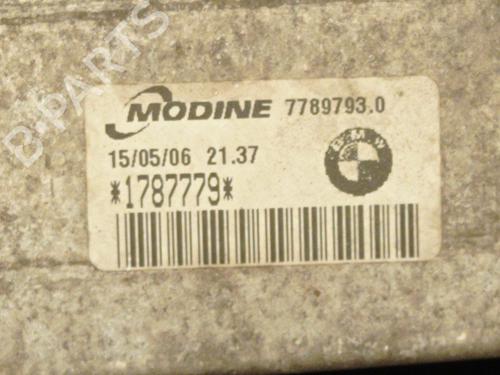 B-PARTS
MODINE 7789793.0
15/05/06 21.37
BMW
*1787779*